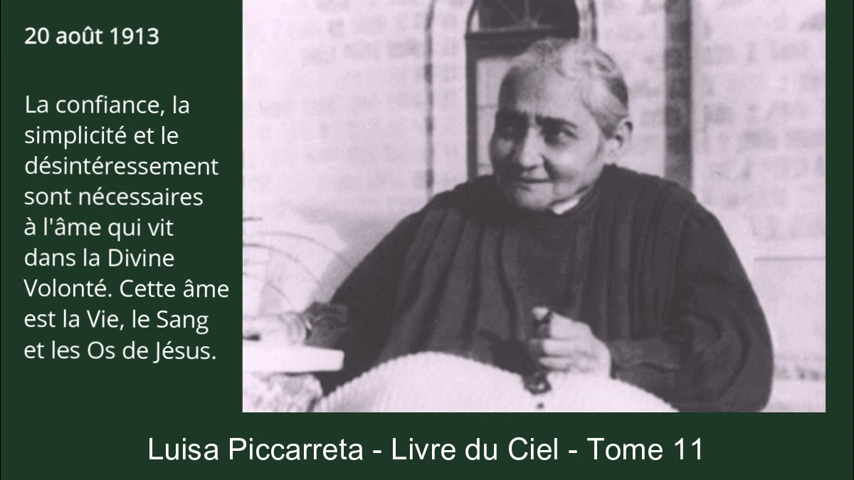 20 août 1913
La confiance, la
simplicité et le
désintéressement
sont nécessaires
à l'âme qui vit
dans la Divine
Volonté. Cette âme
est la Vie, le Sang
et les Os de Jésus.
Luisa Piccarreta - Livre du Ciel - Tome 11